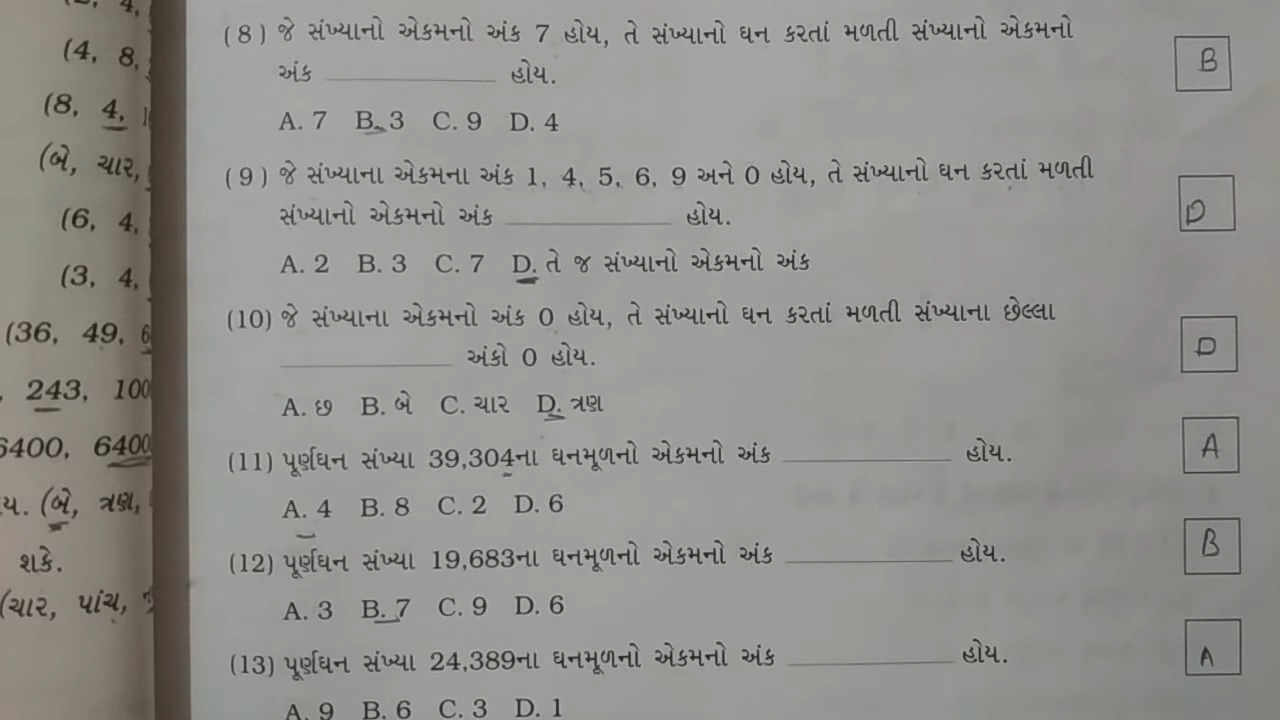 4,
(4, 8,
(8, 4,
(બે, ચાર,
(6, 4,
(3, 4,
(36, 49, 6
243, 100
6400, 6400
ય. (બે, ત્રણ,
શકે.
(ચાર, પાંચ,
(8) જે સંખ્યાનો એકમનો અંક 7 હોય, તે સંખ્યાનો ઘન કરતાં મળતી સંખ્યાનો એકમનો
અંક ____________ હોય. B
A. 7 B. 3 C. 9 D. 4
(9) જે સંખ્યાના એકમના અંક 1, 4, 5, 6, 9 અને 0 હોય, તે સંખ્યાનો ઘન કરતાં મળતી
સંખ્યાનો એકમનો અંક ____________ હોય. D
A. 2 B. 3 C. 7 D. તે જ સંખ્યાનો એકમનો અંક
(10) જે સંખ્યાના એકમનો અંક 0 હોય, તે સંખ્યાનો ઘન કરતાં મળતી સંખ્યાના છેલ્લા
____________ અંકો 0 હોય. D
A. છ B. બે C. ચાર D. ત્રણ
(11) પૂર્ણઘન સંખ્યા 39,304ના ઘનમૂળનો એકમનો અંક ____________ હોય. A
A. 4 B. 8 C. 2 D. 6
(12) પૂર્ણઘન સંખ્યા 19,683ના ઘનમૂળનો એકમનો અંક ____________ હોય. B
A. 3 B. 7 C. 9 D. 6
(13) પૂર્ણઘન સંખ્યા 24,389ના ઘનમૂળનો એકમનો અંક ____________ હોય. A
A. 9 B. 6 C. 3 D. 1